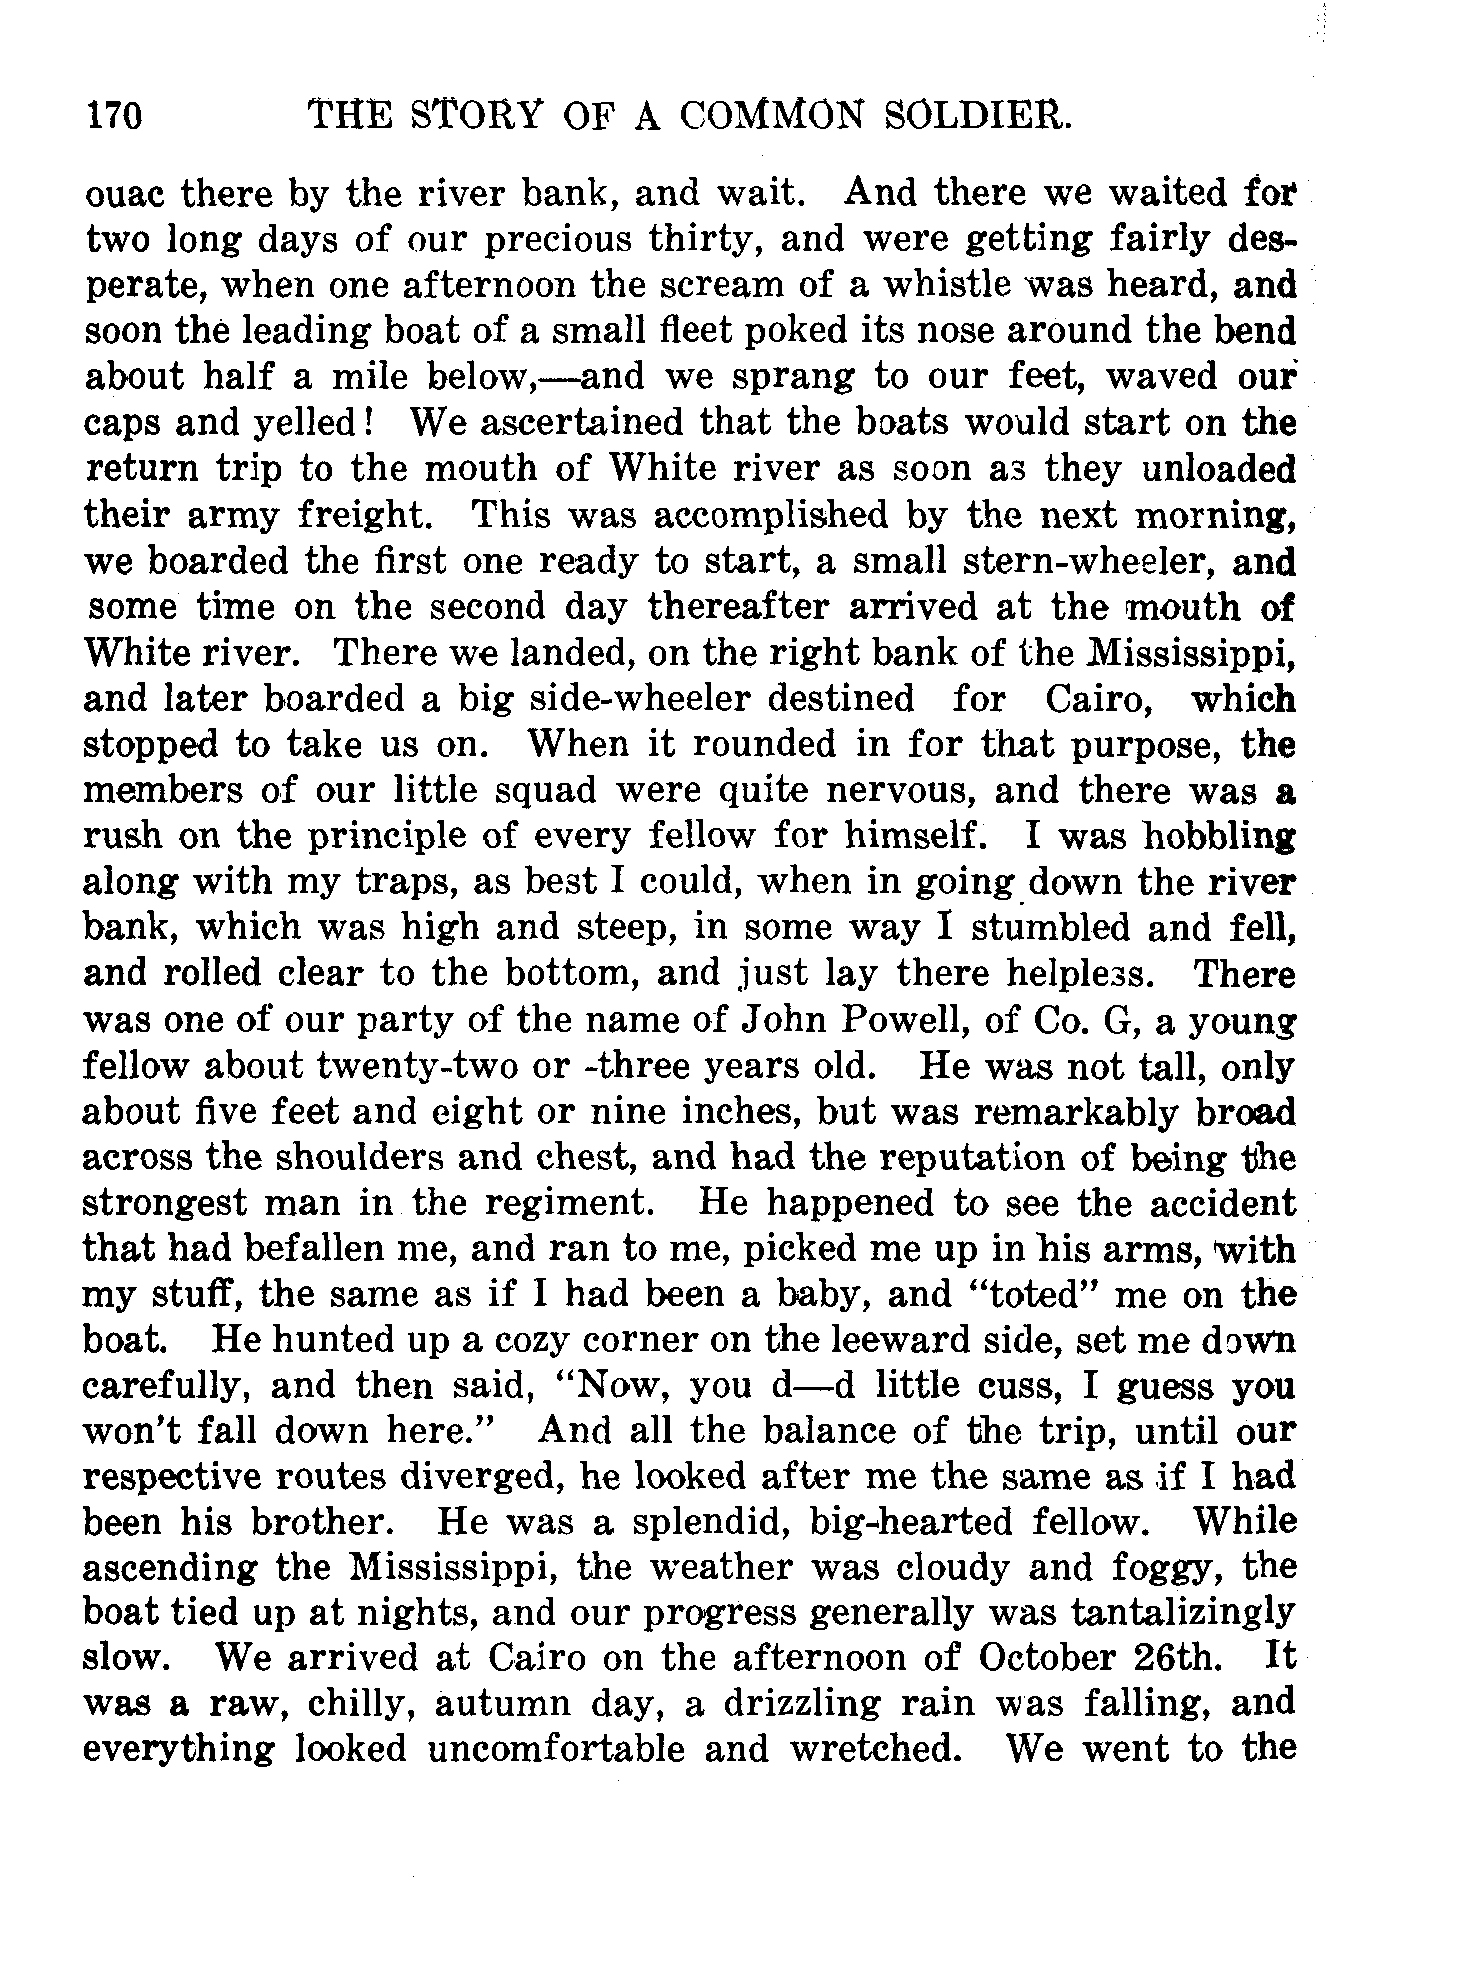 170 THE STORY OF A COMMON SOLDIER.
ouac there by the river bank, and wait. And there we waited for
two long days of our precious thirty, and were getting fairly des-
perate, when one afternoon the scream of a whistle was heard, and
soon the leading boat of a small fleet poked its nose around the bend
about half a mile below,—and we sprang to our feet, waved our
caps and yelled! We ascertained that the boats would start on the
return trip to the mouth of White river as soon as they unloaded
their army freight. This was accomplished by the next morning,
we boarded the first one ready to start, a small stern-wheeler, and
some time on the second day thereafter arrived at the mouth of
White river. There we landed, on the right bank of the Mississippi,
and later boarded a big side-wheeler destined for Cairo, which
stopped to take us on. When it rounded in for that purpose, the
members of our little squad were quite nervous, and there was a
rush on the principle of every fellow for himself. I was hobbling
along with my traps, as best I could, when in going down the river
bank, which was high and steep, in some way I stumbled and fell,
and rolled clear to the bottom, and just lay there helpless. There
was one of our party of the name of John Powell, of Co. G, a young
fellow about twenty-two or -three years old. He was not tall, only
about five feet and eight or nine inches, but was remarkably broad
across the shoulders and chest, and had the reputation of being the
strongest man in the regiment. He happened to see the accident
that had befallen me, and ran to me, picked me up in his arms, with
my stuff, the same as if I had been a baby, and “toted” me on the
boat. He hunted up a cozy corner on the leeward side, set me down
carefully, and then said, “Now, you d—d little cuss, I guess you
won't fall down here.” And all the balance of the trip, until our
respective routes diverged, he looked after me the same as if I had
been his brother. He was a splendid, big-hearted fellow. While
ascending the Mississippi, the weather was cloudy and foggy, the
boat tied up at nights, and our progress generally was tantalizingly
slow. We arrived at Cairo on the afternoon of October 26th. It
was a raw, chilly, autumn day, a drizzling rain was falling, and
everything looked uncomfortable and wretched. We went to the